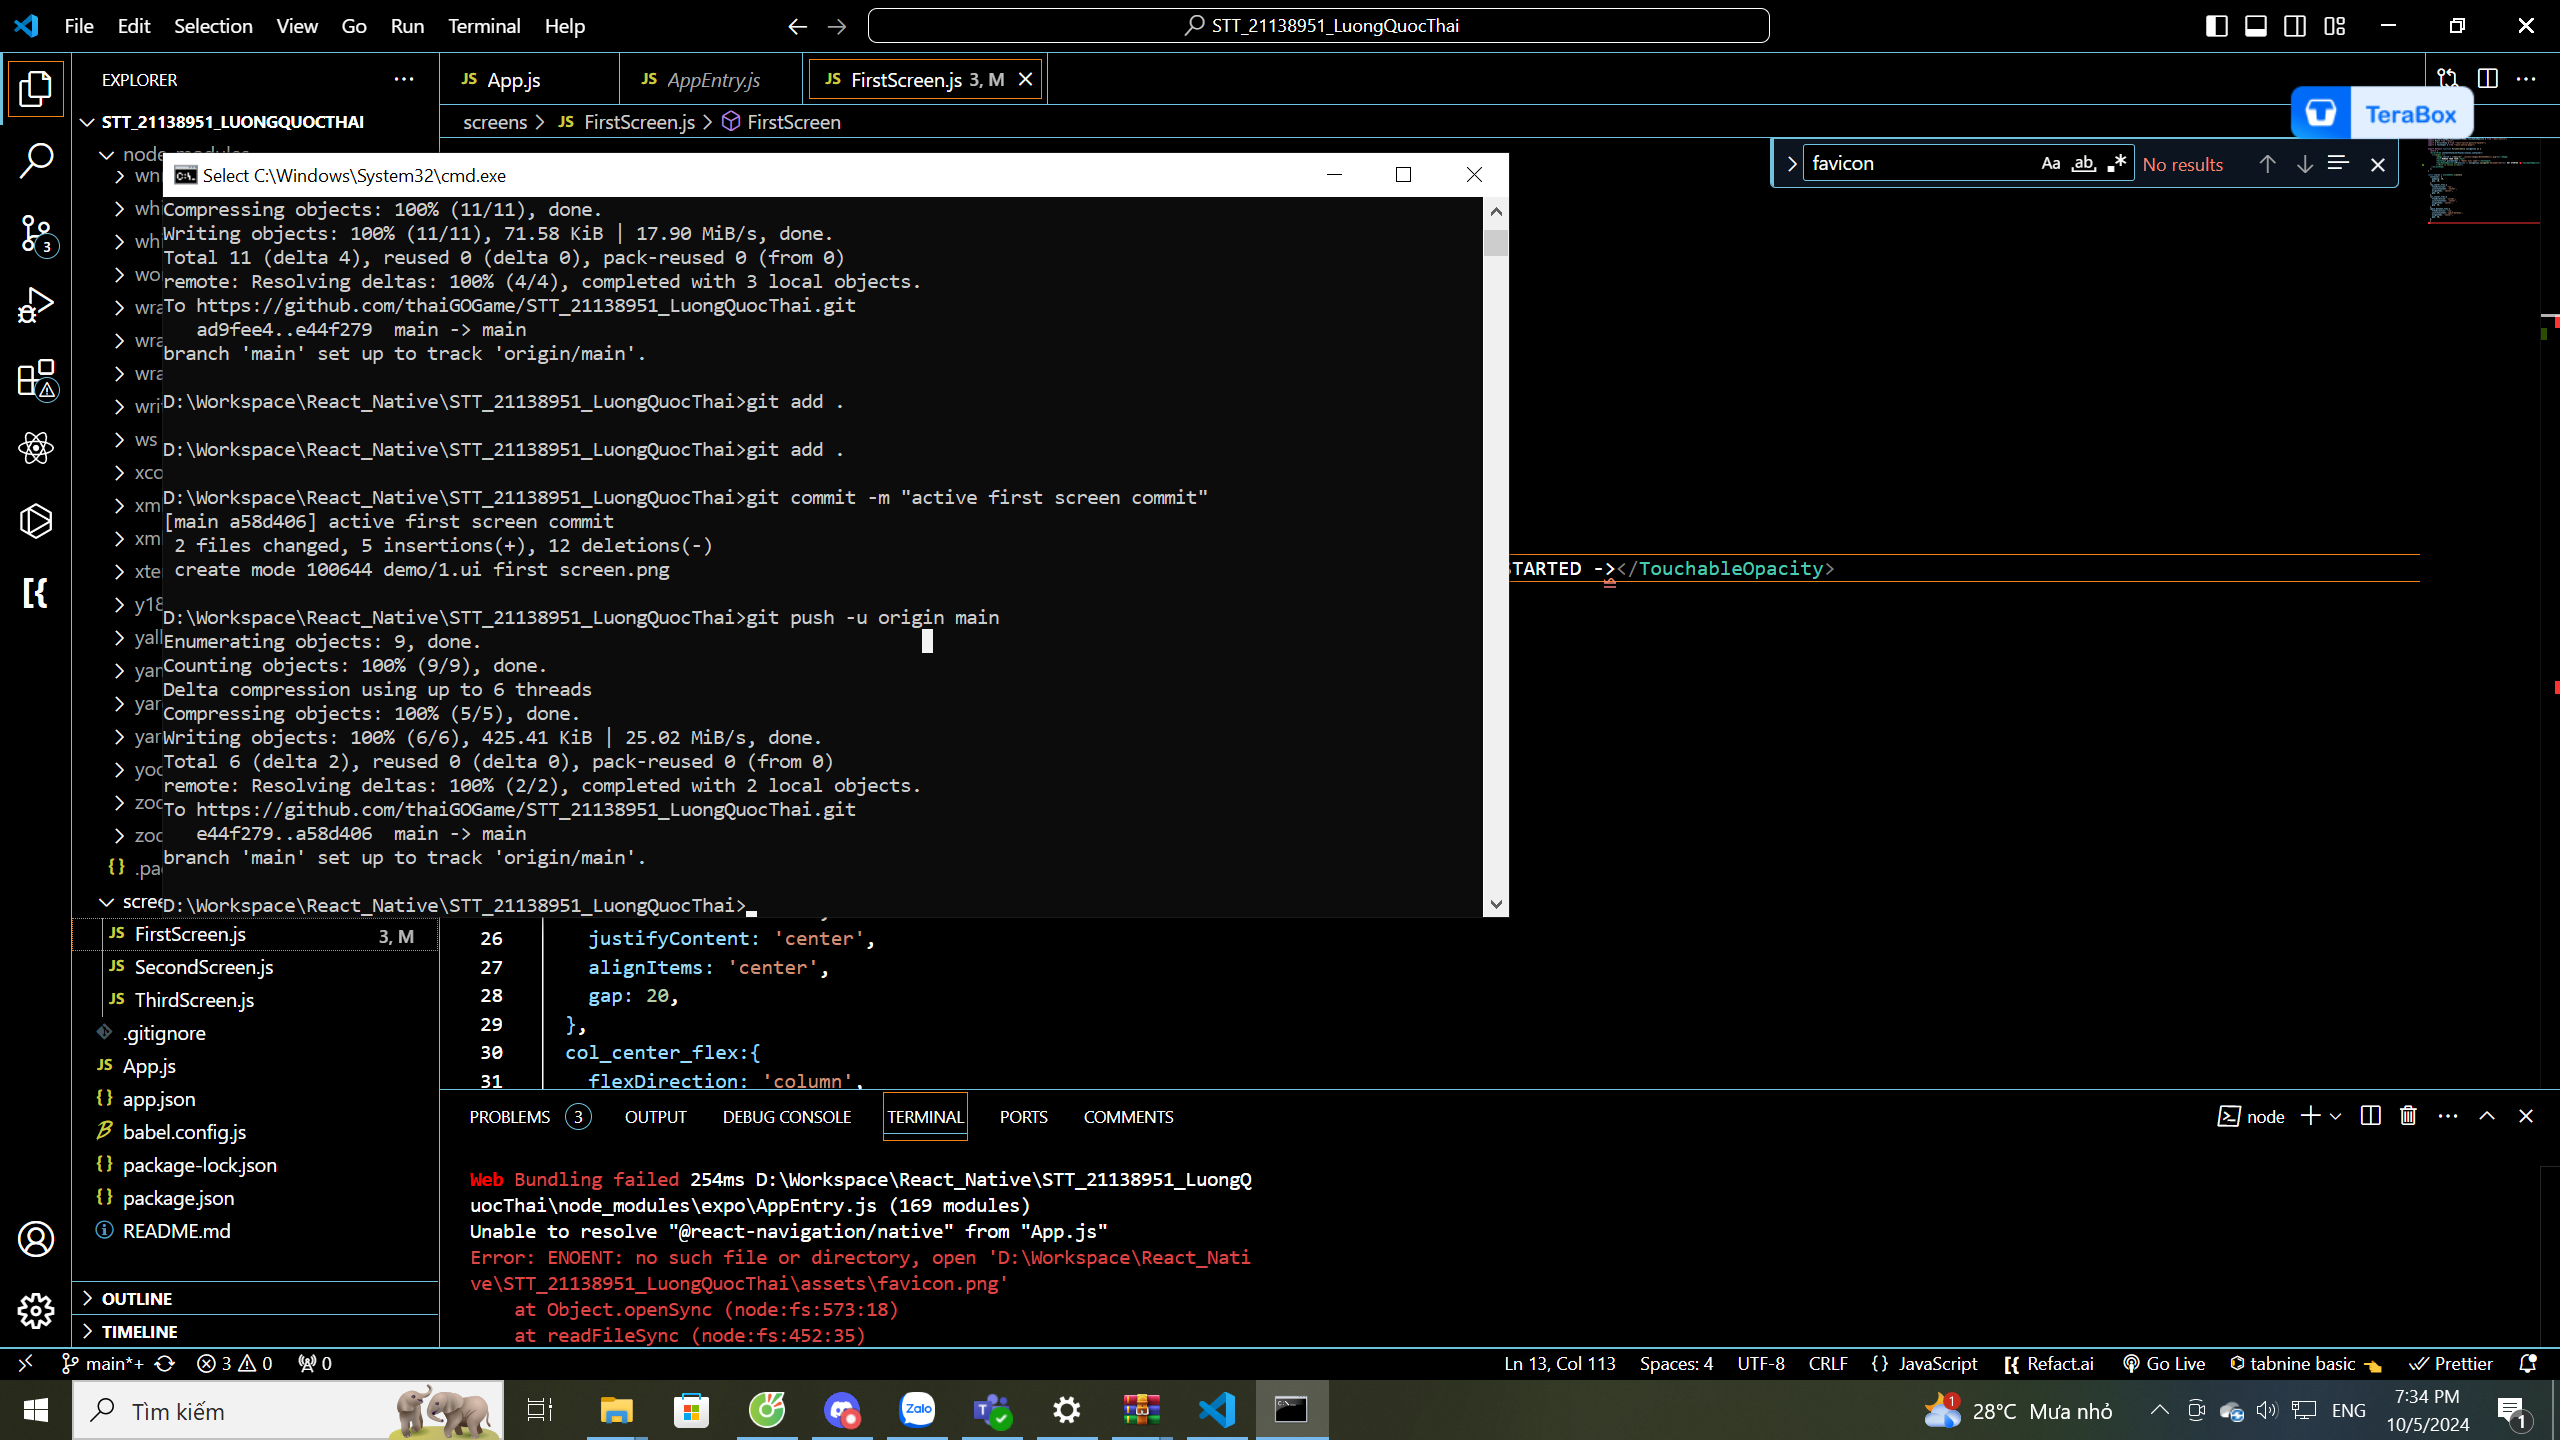 File Edit Selection View Go Run Terminal Help
STT_21138951_LuongQuocThai
EXPLORER
JS App.js
JS AppEntry.js
JS FirstScreen.js 3, M
STT_21138951_LUONGQUOCTHAI
screens > JS FirstScreen.js > FirstScreen
TeraBox
favicon
Aa ab .* No results
Select C:\Windows\System32\cmd.exe
Compressing objects: 100% (11/11), done.
Writing objects: 100% (11/11), 71.58 KiB | 17.90 MiB/s, done.
Total 11 (delta 4), reused 0 (delta 0), pack-reused 0 (from 0)
remote: Resolving deltas: 100% (4/4), completed with 3 local objects.
To https://github.com/thaiGOGame/STT_21138951_LuongQuocThai.git
ad9fee4..e44f279 main -> main
branch 'main' set up to track 'origin/main'.
D:\Workspace\React_Native\STT_21138951_LuongQuocThai>git add .
D:\Workspace\React_Native\STT_21138951_LuongQuocThai>git add .
D:\Workspace\React_Native\STT_21138951_LuongQuocThai>git commit -m "active first screen commit"
[main a58d406] active first screen commit
2 files changed, 5 insertions(+), 12 deletions(-)
create mode 100644 demo/1.ui first screen.png
D:\Workspace\React_Native\STT_21138951_LuongQuocThai>git push -u origin main
Enumerating objects: 9, done.
Counting objects: 100% (9/9), done.
Delta compression using up to 6 threads
Compressing objects: 100% (5/5), done.
Writing objects: 100% (6/6), 425.41 KiB | 25.02 MiB/s, done.
Total 6 (delta 2), reused 0 (delta 0), pack-reused 0 (from 0)
remote: Resolving deltas: 100% (2/2), completed with 2 local objects.
To https://github.com/thaiGOGame/STT_21138951_LuongQuocThai.git
e44f279..a58d406 main -> main
branch 'main' set up to track 'origin/main'.
D:\Workspace\React_Native\STT_21138951_LuongQuocThai>
STARTED -></TouchableOpacity>
ws
JS FirstScreen.js 3, M
JS SecondScreen.js
JS ThirdScreen.js
.gitignore
JS App.js
{} app.json
babel.config.js
{} package-lock.json
{} package.json
README.md
OUTLINE
TIMELINE
26 justifyContent: 'center',
27 alignItems: 'center',
28 gap: 20,
29 },
30 col_center_flex:{
31 flexDirection: 'column',
PROBLEMS 3 OUTPUT DEBUG CONSOLE TERMINAL PORTS COMMENTS
node
Web Bundling failed 254ms D:\Workspace\React_Native\STT_21138951_LuongQ
uocThai\node_modules\expo\AppEntry.js (169 modules)
Unable to resolve "@react-navigation/native" from "App.js"
Error: ENOENT: no such file or directory, open 'D:\Workspace\React_Nati
ve\STT_21138951_LuongQuocThai\assets\favicon.png'
at Object.openSync (node:fs:573:18)
at readFileSync (node:fs:452:35)
main*+ 3 0 0
Ln 13, Col 113 Spaces: 4 UTF-8 CRLF {} JavaScript Refact.ai Go Live tabnine basic Prettier
Tìm kiếm
Zalo
28°C Mưa nhỏ
ENG
7:34 PM
10/5/2024
1